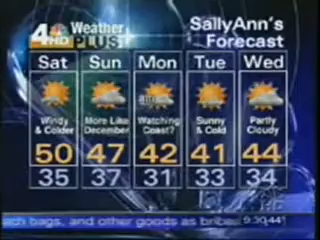 4 HD Weather
PLUS
SallyAnn's
Forecast
Sat Sun Mon Tue Wed
Windy & Colder
More Like December
Watching Coast?
Sunny & Cold
Partly Cloudy
50 47 42 41 44
35 37 31 33 34
ch bags, and other goods as bribes
9:30 44°